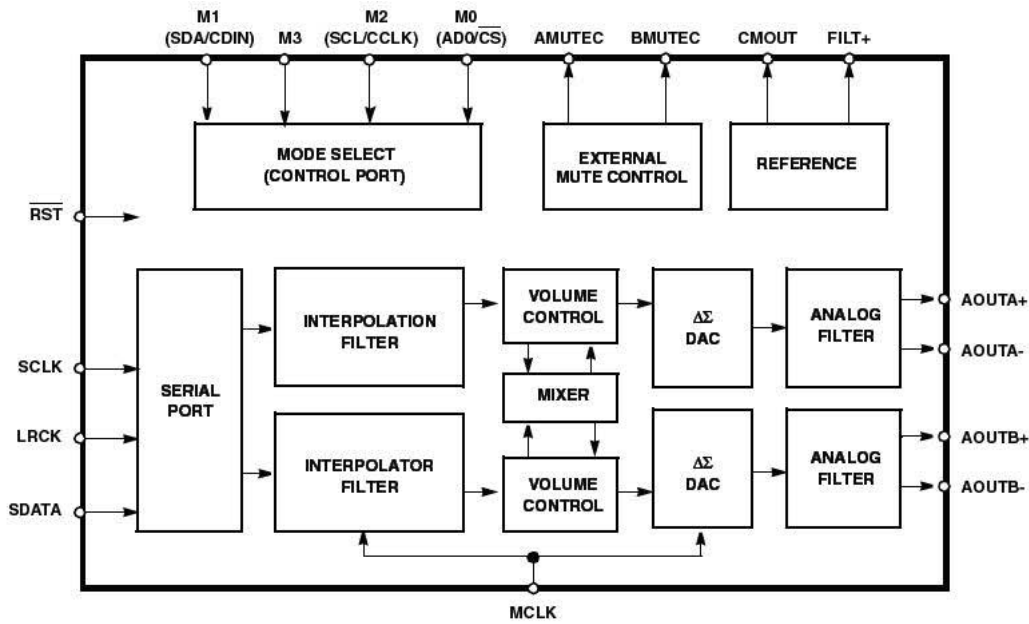 M1
(SDA/CDIN)
M3
M2
(SCL/CCLK)
M0
(AD0/CS)
AMUTEC
BMUTEC
CMOUT
FILT+
MODE SELECT
(CONTROL PORT)
EXTERNAL
MUTE CONTROL
REFERENCE
RST
SERIAL
PORT
INTERPOLATION
FILTER
VOLUME
CONTROL
ΔΣ
DAC
ANALOG
FILTER
AOUTA+
AOUTA-
SCLK
LRCK
SDATA
MIXER
INTERPOLATOR
FILTER
VOLUME
CONTROL
ΔΣ
DAC
ANALOG
FILTER
AOUTB+
AOUTB-
MCLK